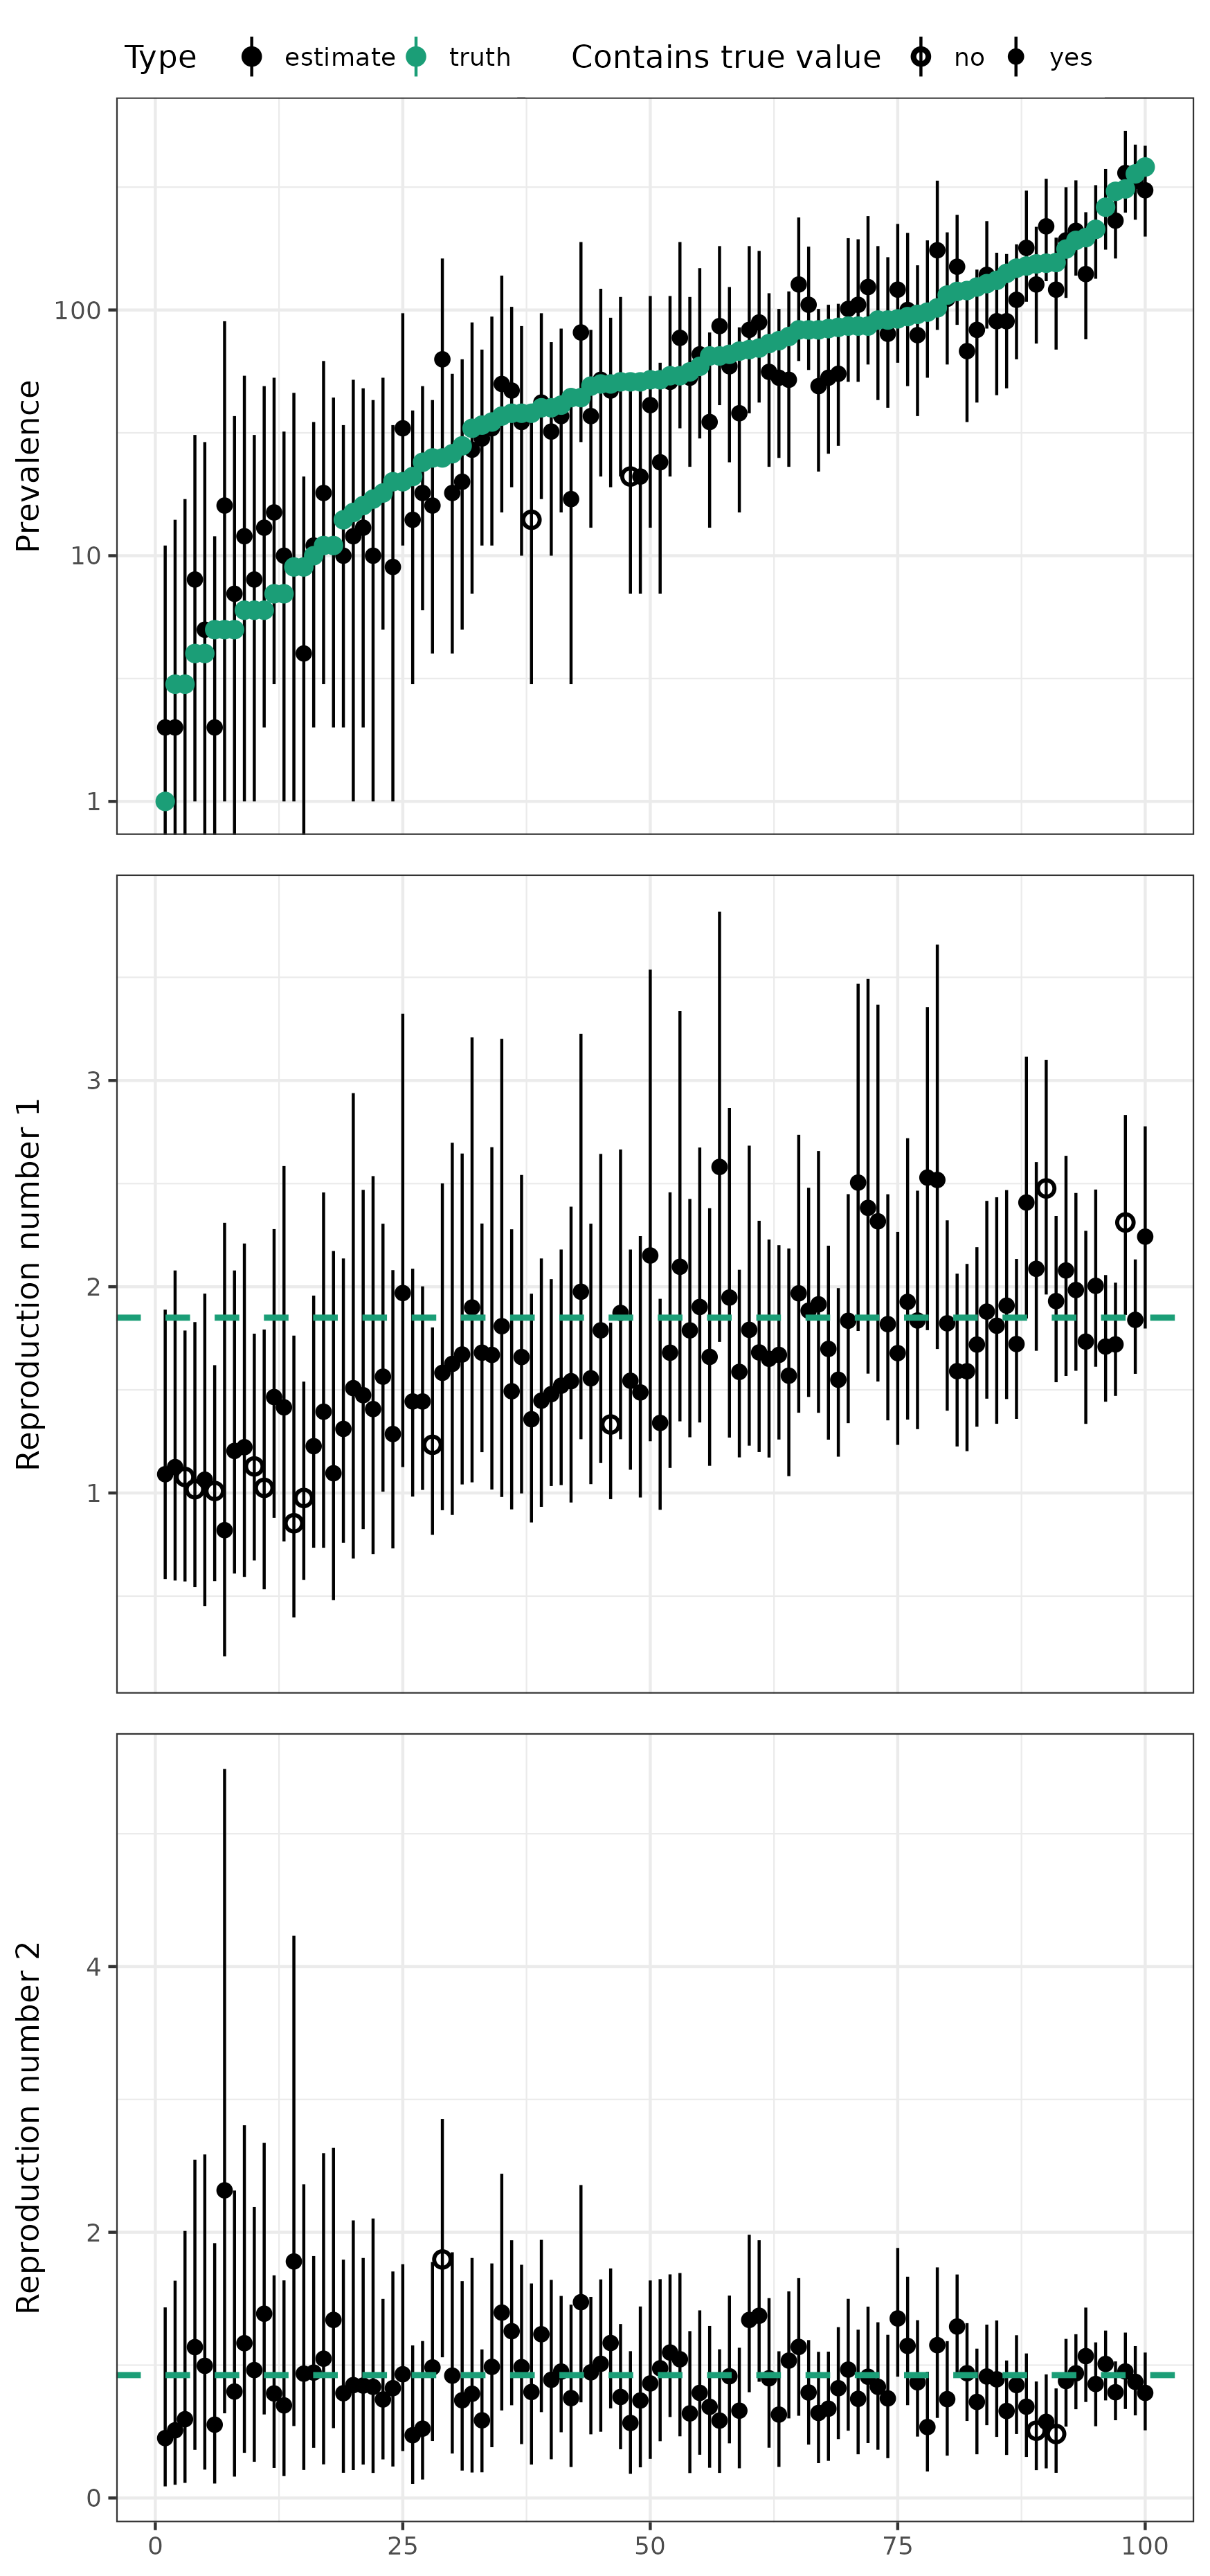 Type estimate truth Contains true value no yes
Prevalence
100
10
1
Reproduction number 1
3
2
1
Reproduction number 2
4
2
0
0 25 50 75 100